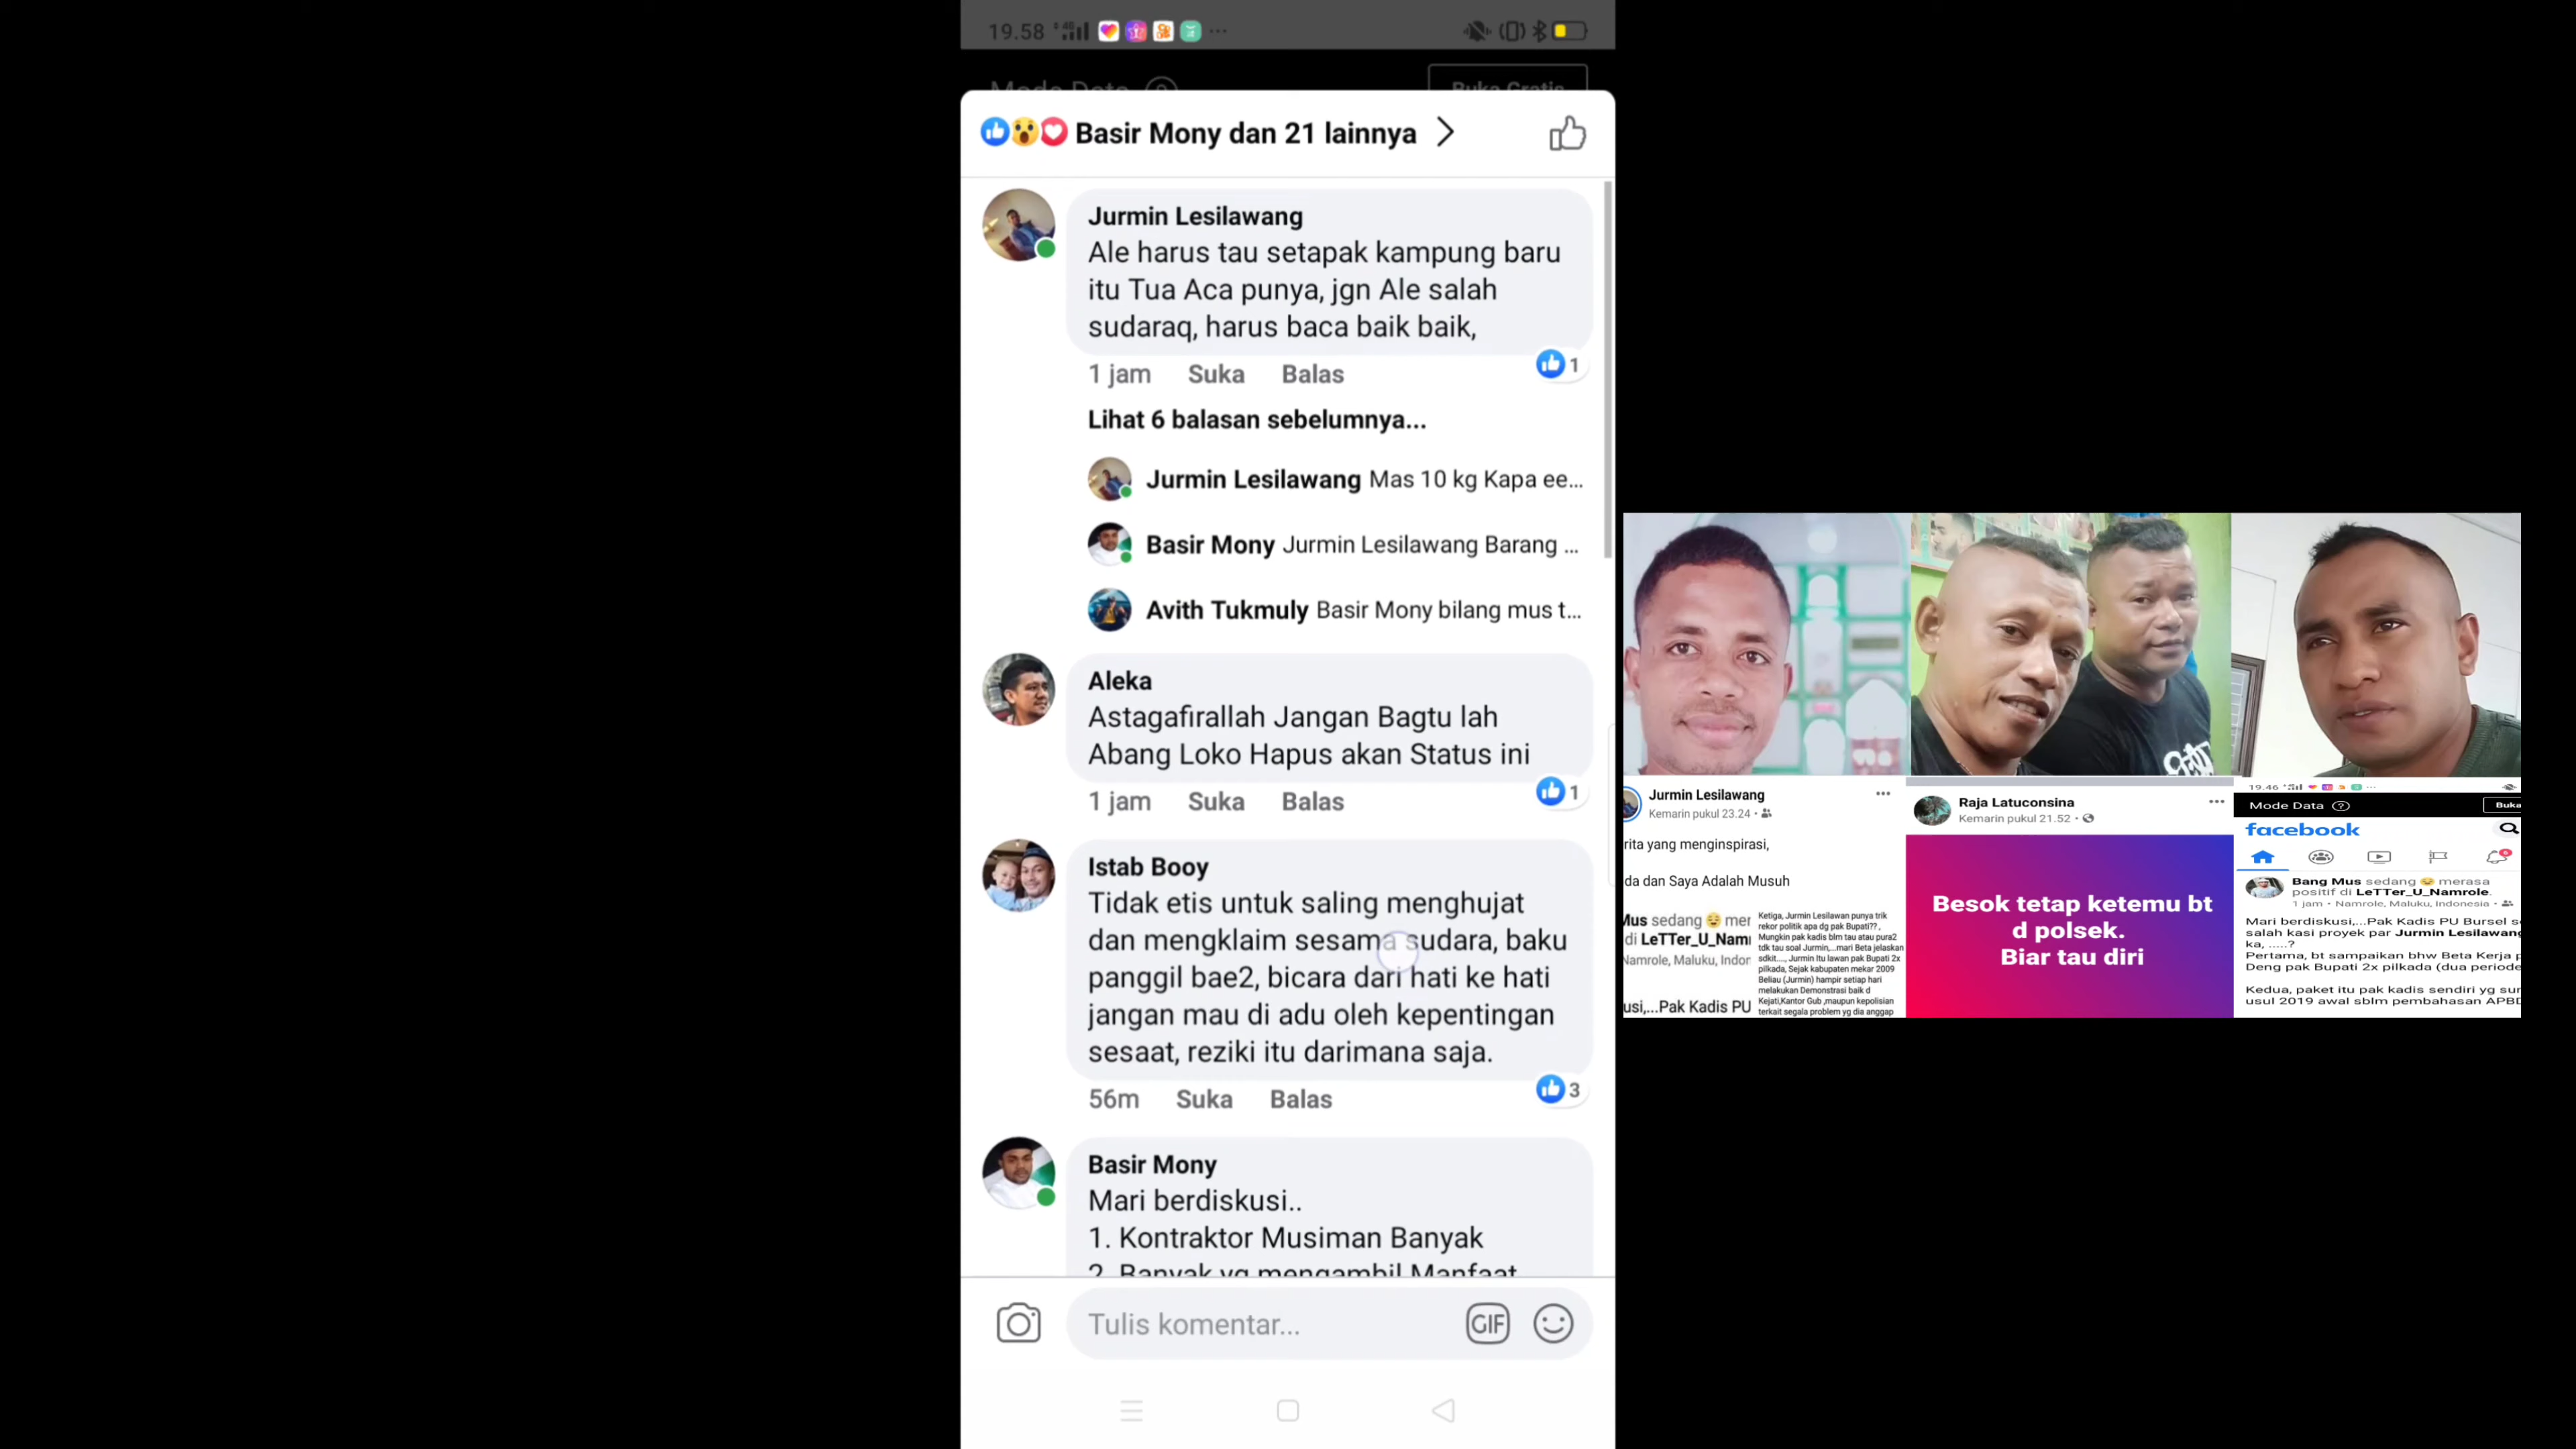 19.58
Mode Data
Buka Gratis
Basir Mony dan 21 lainnya
Jurmin Lesilawang
Ale harus tau setapak kampung baru
itu Tua Aca punya, jgn Ale salah
sudaraq, harus baca baik baik,
1 jam Suka Balas
1
Lihat 6 balasan sebelumnya...
Jurmin Lesilawang Mas 10 kg Kapa ee...
Basir Mony Jurmin Lesilawang Barang ...
Avith Tukmuly Basir Mony bilang mus t...
Aleka
Astagafirallah Jangan Bagtu lah
Abang Loko Hapus akan Status ini
1 jam Suka Balas
1
Istab Booy
Tidak etis untuk saling menghujat
dan mengklaim sesama sudara, baku
panggil bae2, bicara dari hati ke hati
jangan mau di adu oleh kepentingan
sesaat, reziki itu darimana saja.
56m Suka Balas
3
Basir Mony
Mari berdiskusi..
1. Kontraktor Musiman Banyak
2. Banyak yg mengambil Manfaat
Tulis komentar...
GIF
Jurmin Lesilawang
Kemarin pukul 23.24
rita yang menginspirasi,
da dan Saya Adalah Musuh
Mus sedang mer
di LeTTer_U_Namr
Namrole, Maluku, Indor
usi,...Pak Kadis PU
Ketiga, Jurmin Lesilawan punya trik
rekor politik apa dg pak Bupati?? ,
Mungkin pak kadis blm tau atau pura2
tdk tau soal Jurmin,...mari Beta jelaskan
sdkit...., Jurmin Itu lawan pak Bupati 2x
pilkada, Sejak kabupaten mekar 2009
Beliau (Jurmin) hampir setiap hari
melakukan Demonstrasi baik d
Kejati,Kantor Gub ,maupun kepolisian
terkait segala problem yg dia anggap
Raja Latuconsina
Kemarin pukul 21.52
Besok tetap ketemu bt
d polsek.
Biar tau diri
19.46
Mode Data
Buka
facebook
Bang Mus sedang merasa
positif di LeTTer_U_Namrole.
1 jam • Namrole, Maluku, Indonesia
Mari berdiskusi,...Pak Kadis PU Bursel s
salah kasi proyek par Jurmin Lesilawang
ka, .....?
Pertama, bt sampaikan bhw Beta Kerja p
Deng pak Bupati 2x pilkada (dua periode
Kedua, paket itu pak kadis sendiri yg sur
usul 2019 awal sblm pembahasan APBD